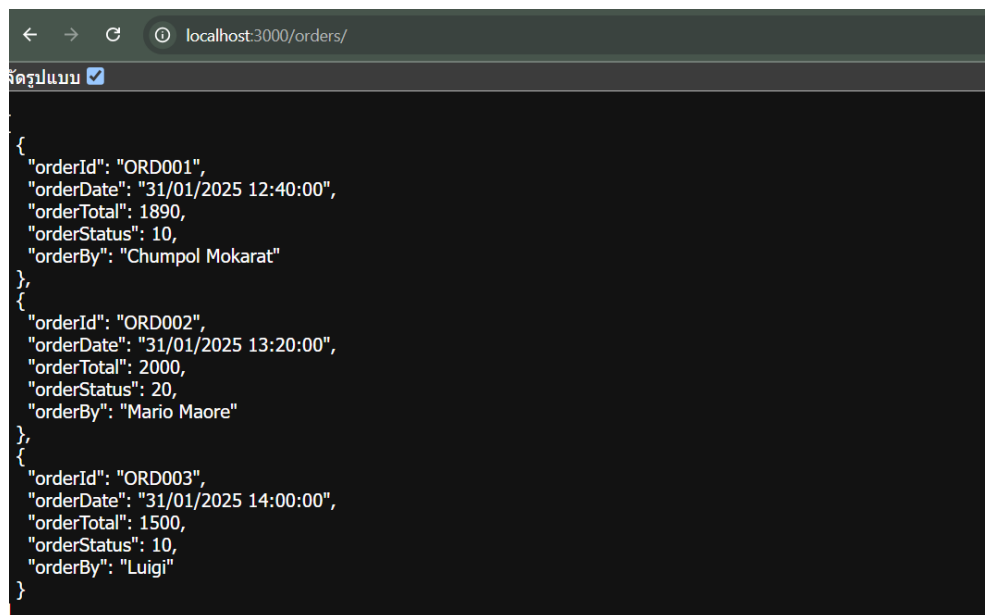 localhost:3000/orders/
จัดรูปแบบ
[
{
"orderId": "ORD001",
"orderDate": "31/01/2025 12:40:00",
"orderTotal": 1890,
"orderStatus": 10,
"orderBy": "Chumpol Mokarat"
},
{
"orderId": "ORD002",
"orderDate": "31/01/2025 13:20:00",
"orderTotal": 2000,
"orderStatus": 20,
"orderBy": "Mario Maore"
},
{
"orderId": "ORD003",
"orderDate": "31/01/2025 14:00:00",
"orderTotal": 1500,
"orderStatus": 10,
"orderBy": "Luigi"
}